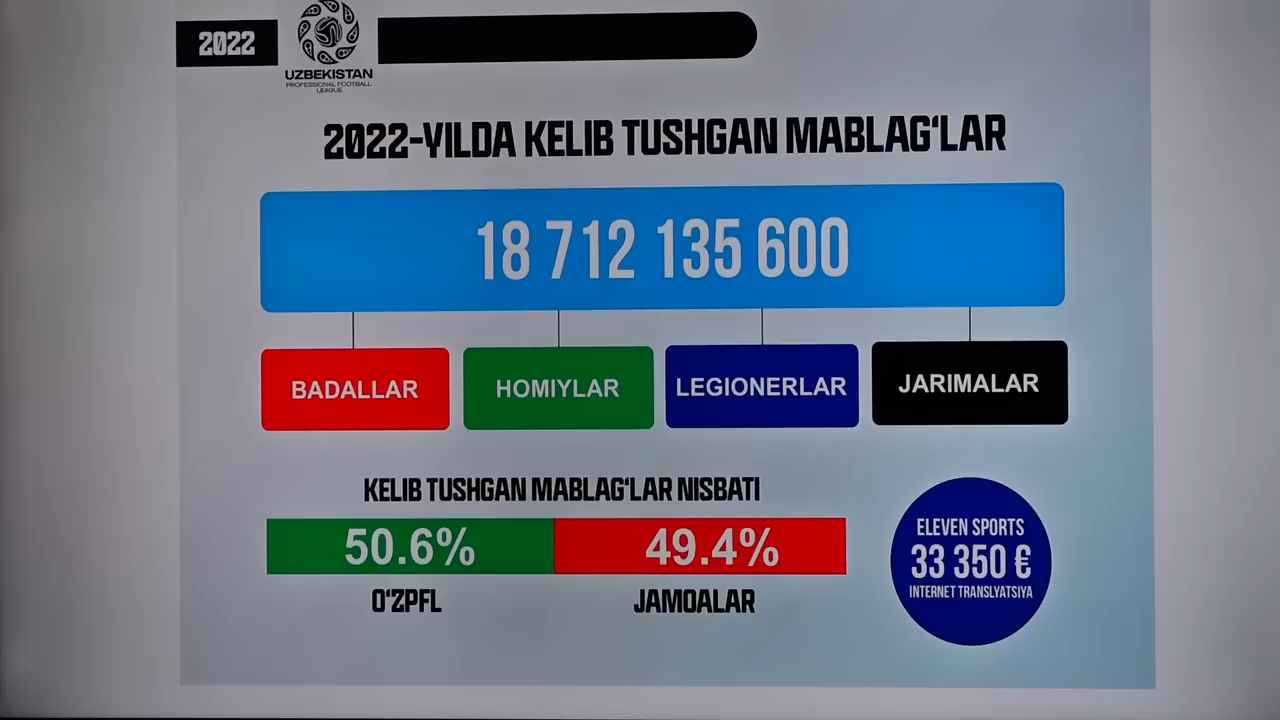 2022
UZBEKISTAN
PROFESSIONAL FOOTBALL
LEAGUE
2022-YILDA KELIB TUSHGAN MABLAG‘LAR
18 712 135 600
BADALLAR
HOMIYLAR
LEGIONERLAR
JARIMALAR
KELIB TUSHGAN MABLAG‘LAR NISBATI
50.6%
49.4%
O‘ZPFL
JAMOALAR
ELEVEN SPORTS
33 350 €
INTERNET TRANSLYATSIYA